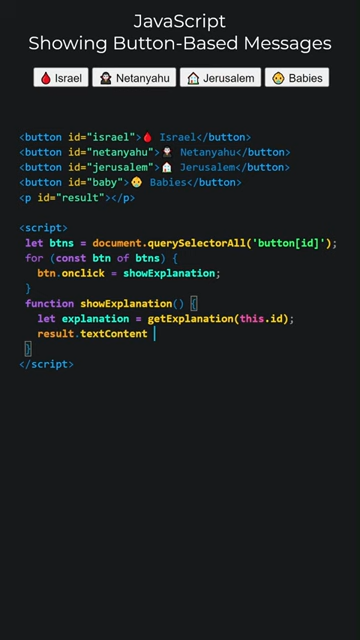 JavaScript
Showing Button-Based Messages
🩸 Israel 🧛🏻 Netanyahu 🏠 Jerusalem 👶 Babies
<button id="israel">🩸 Israel</button>
<button id="netanyahu">🧛🏻 Netanyahu</button>
<button id="jerusalem">🏠 Jerusalem</button>
<button id="baby">👶 Babies</button>
<p id="result"></p>
<script>
let btns = document.querySelectorAll('button[id]');
for (const btn of btns) {
btn.onclick = showExplanation;
}
function showExplanation() {
let explanation = getExplanation(this.id);
result.textContent
}
</script>